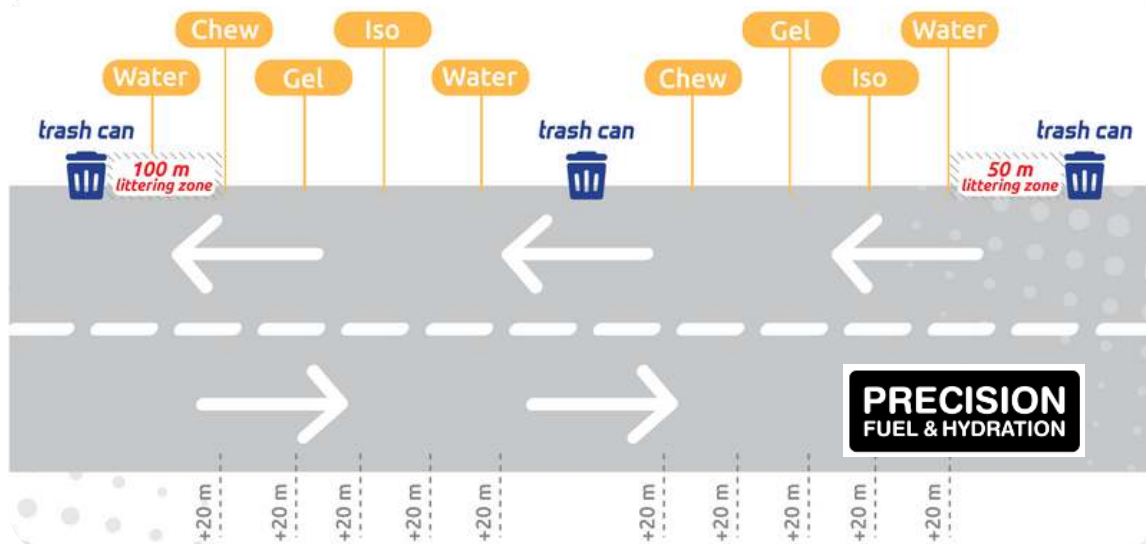 Chew
Iso
Gel
Water
Water
Gel
Water
Chew
Iso
trash can
trash can
trash can
100 m
littering zone
50 m
littering zone
PRECISION
FUEL & HYDRATION
+20 m
+20 m
+20 m
+20 m
+20 m
+20 m
+20 m
+20 m
+20 m
+20 m